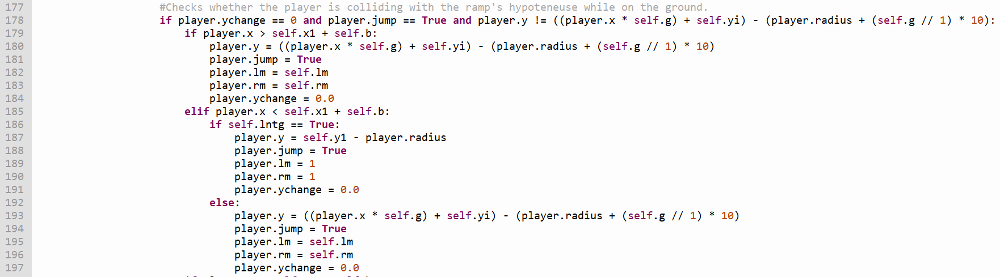 177 #Checks whether the player is colliding with the ramp's hypoteneuse while on the ground.
178 if player.ychange == 0 and player.jump == True and player.y != ((player.x * self.g) + self.yi) - (player.radius + (self.g // 1) * 10):
179 if player.x > self.x1 + self.b:
180 player.y = ((player.x * self.g) + self.yi) - (player.radius + (self.g // 1) * 10)
181 player.jump = True
182 player.lm = self.lm
183 player.rm = self.rm
184 player.ychange = 0.0
185 elif player.x < self.x1 + self.b:
186 if self.lntg == True:
187 player.y = self.y1 - player.radius
188 player.jump = True
189 player.lm = 1
190 player.rm = 1
191 player.ychange = 0.0
192 else:
193 player.y = ((player.x * self.g) + self.yi) - (player.radius + (self.g // 1) * 10)
194 player.jump = True
195 player.lm = self.lm
196 player.rm = self.rm
197 player.ychange = 0.0